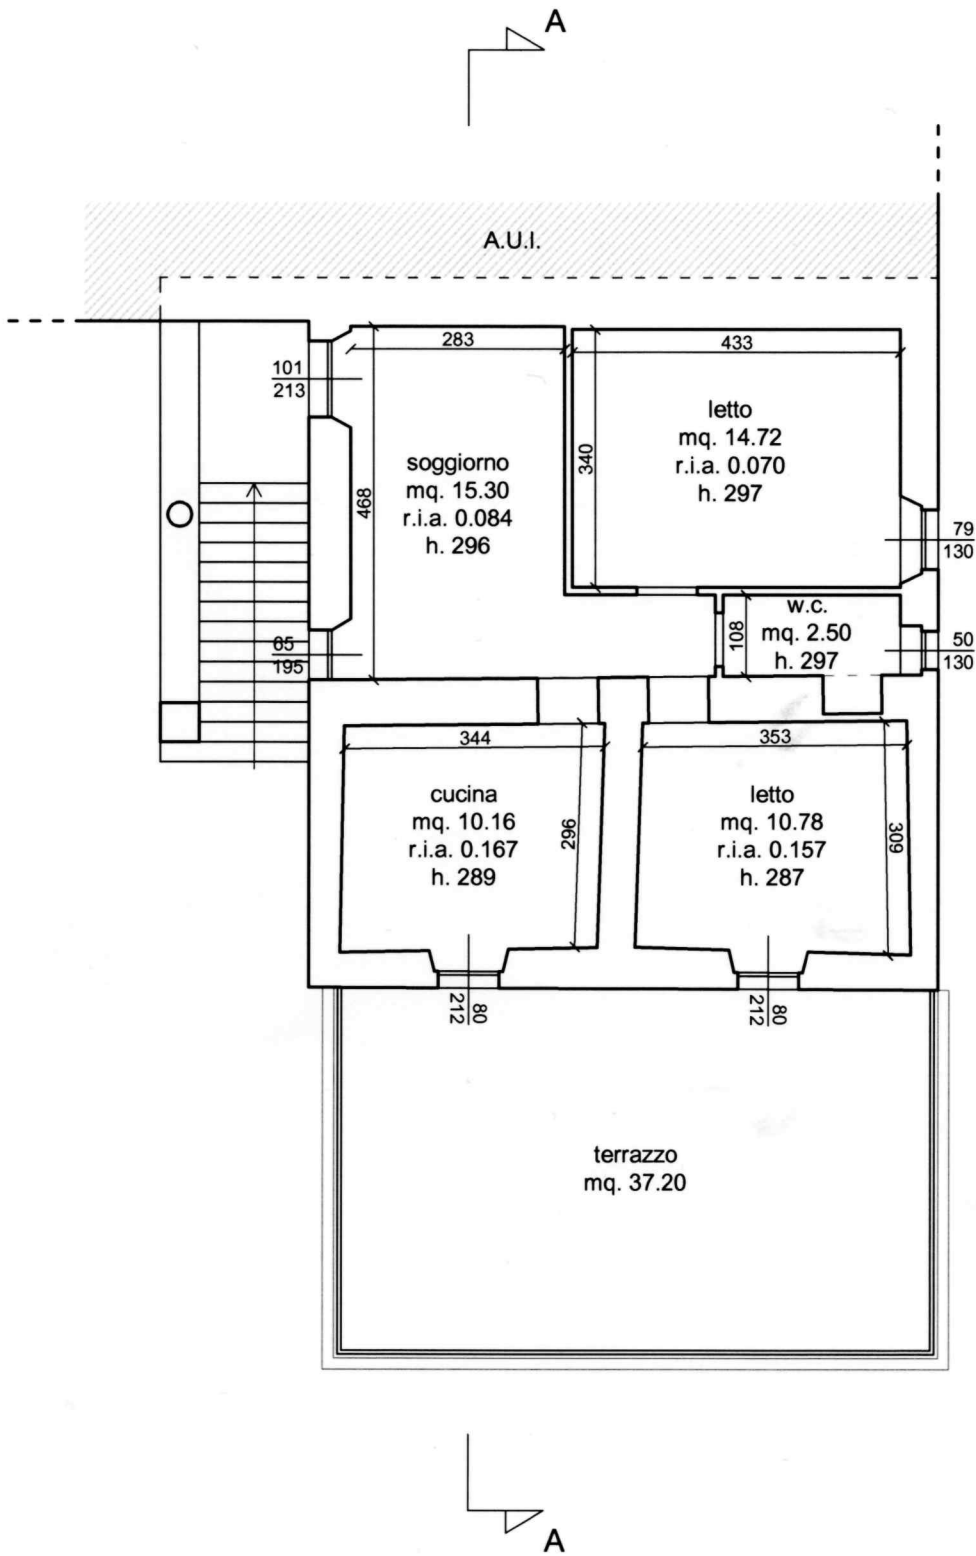 A
A.U.I.
283
433
101
213
letto
mq. 14.72
r.i.a. 0.070
h. 297
340
soggiorno
mq. 15.30
r.i.a. 0.084
h. 296
468
79
130
w.c.
mq. 2.50
h. 297
108
50
130
65
195
344
353
cucina
mq. 10.16
r.i.a. 0.167
h. 289
296
letto
mq. 10.78
r.i.a. 0.157
h. 287
309
80
212
80
212
terrazzo
mq. 37.20
A